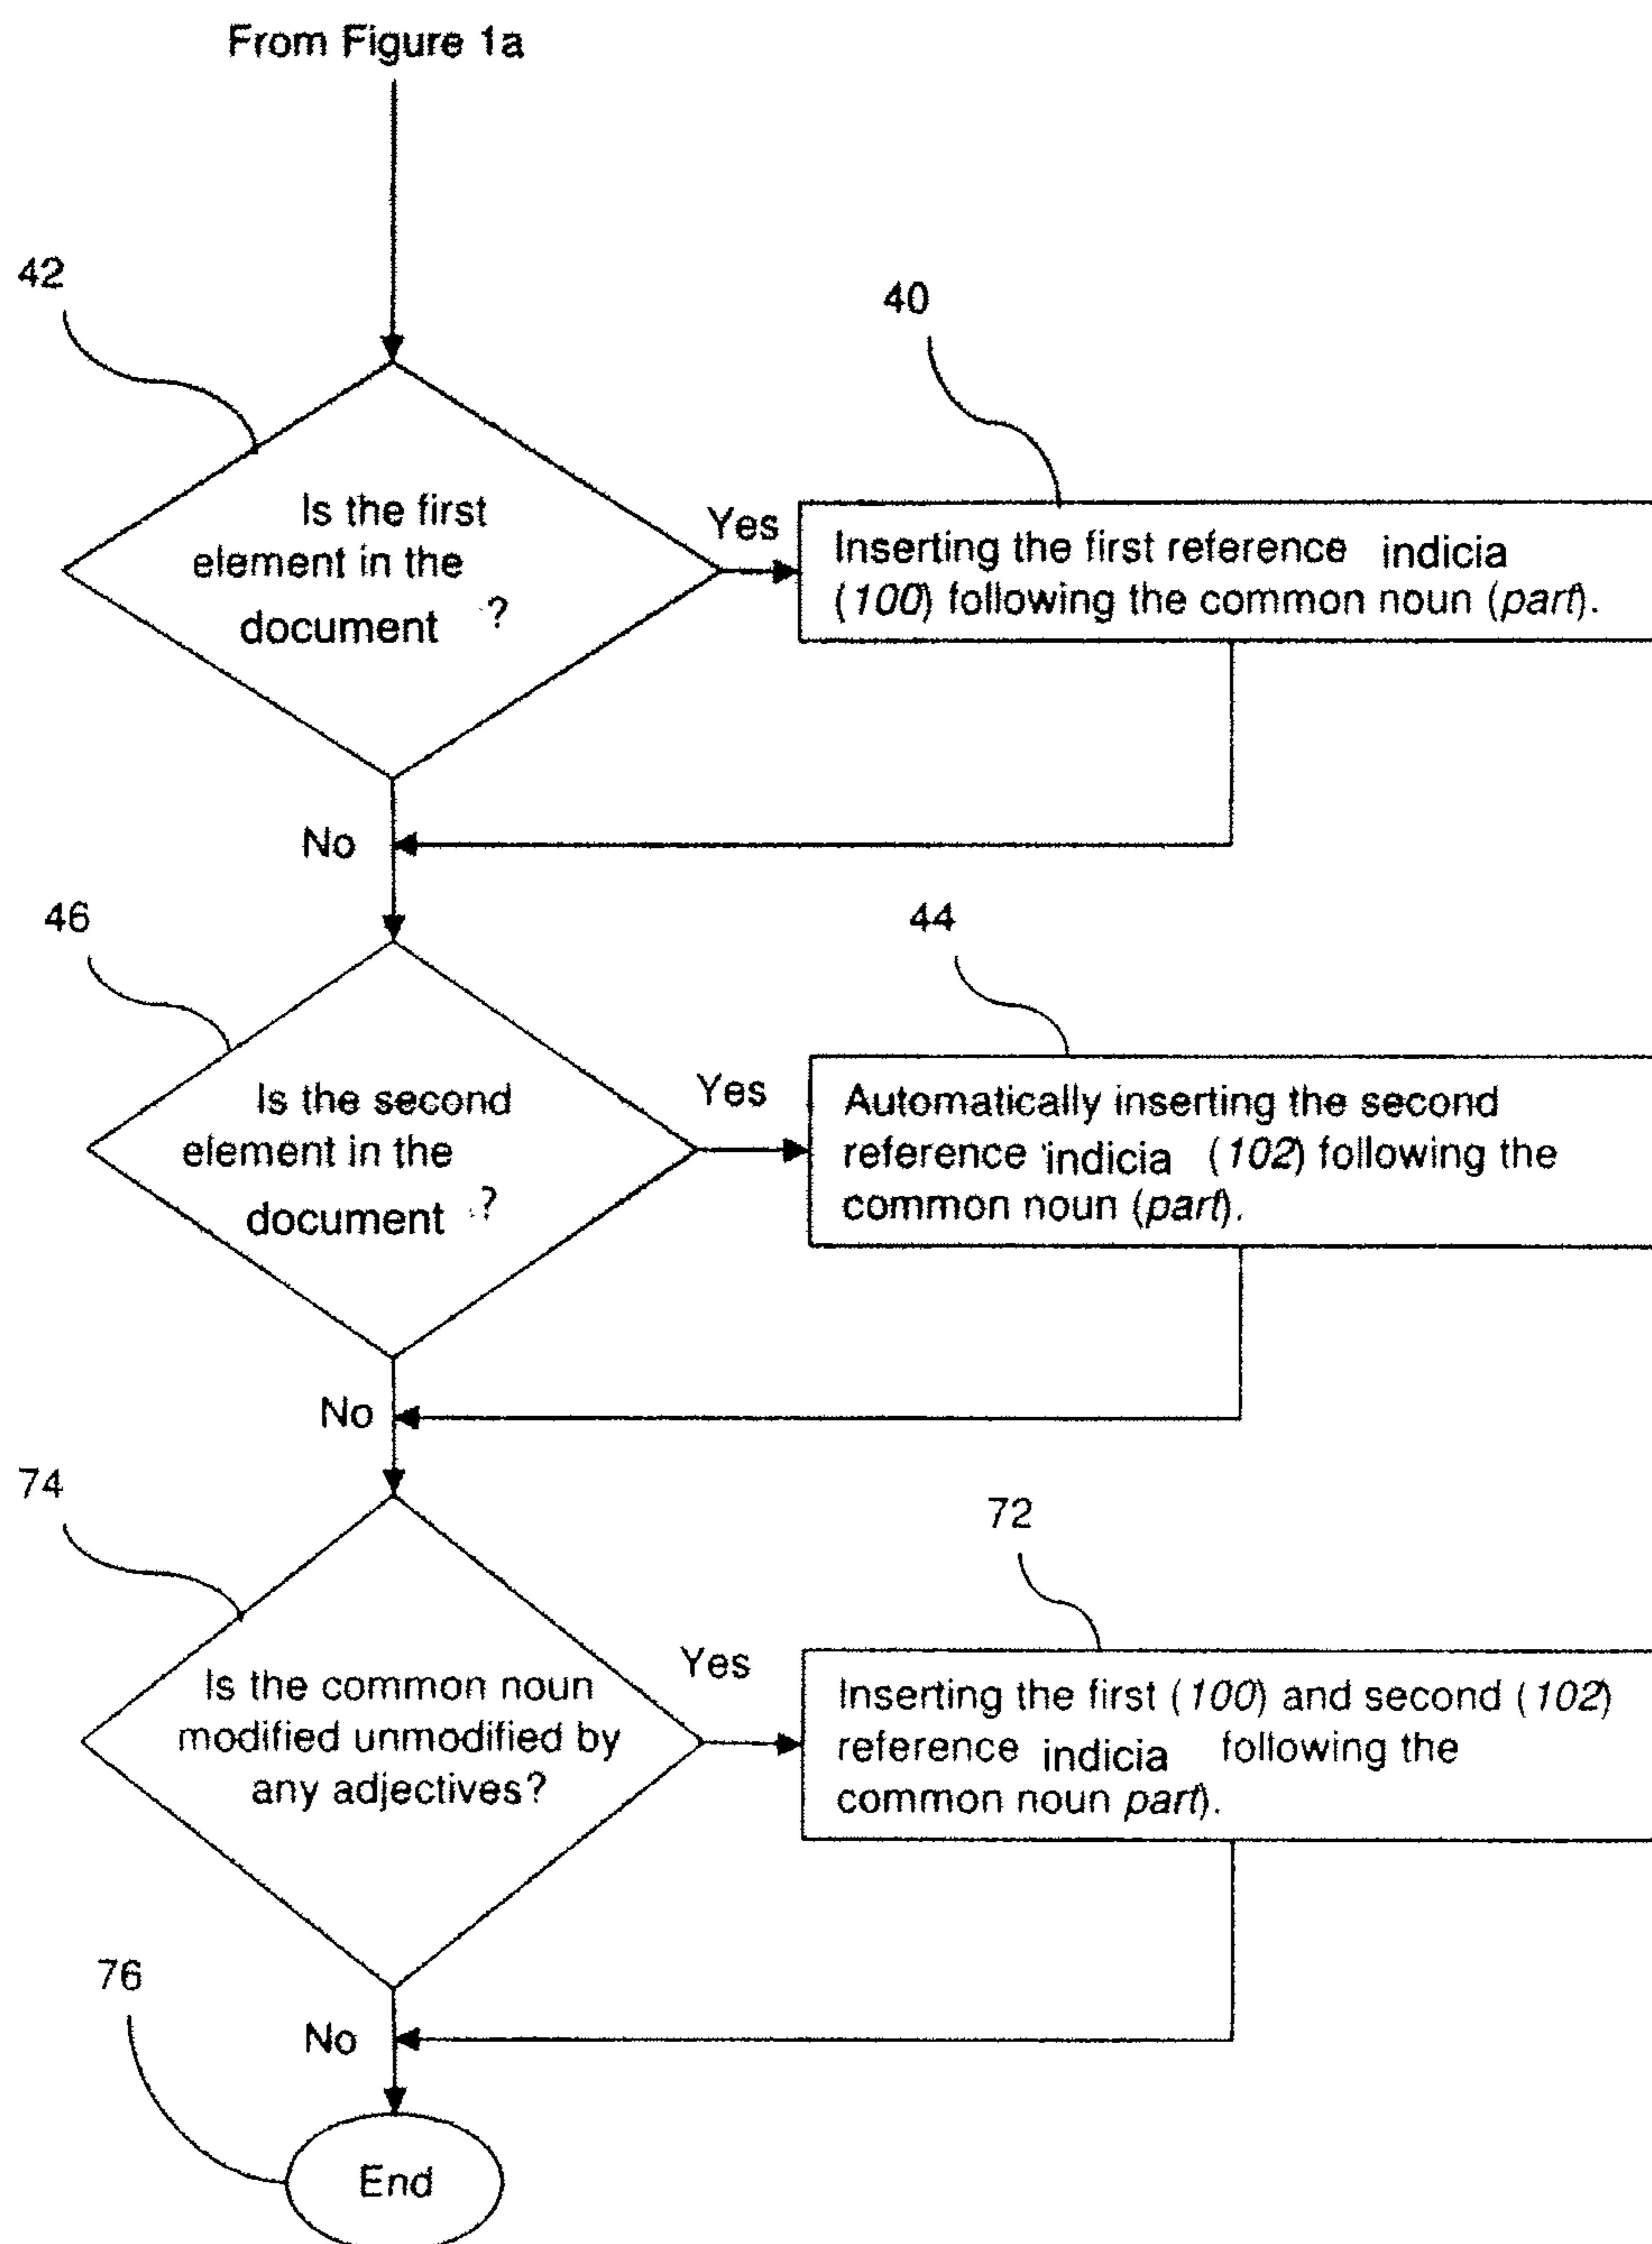 From Figure 1a
42
40
Is the first
element in the
document ?
Yes
Inserting the first reference indicia
(100) following the common noun (part).
No
46
44
Is the second
element in the
document ?
Yes
Automatically inserting the second
reference indicia (102) following the
common noun (part).
No
74
72
Is the common noun
modified unmodified by
any adjectives?
Yes
Inserting the first (100) and second (102)
reference indicia following the
common noun part).
76
No
End